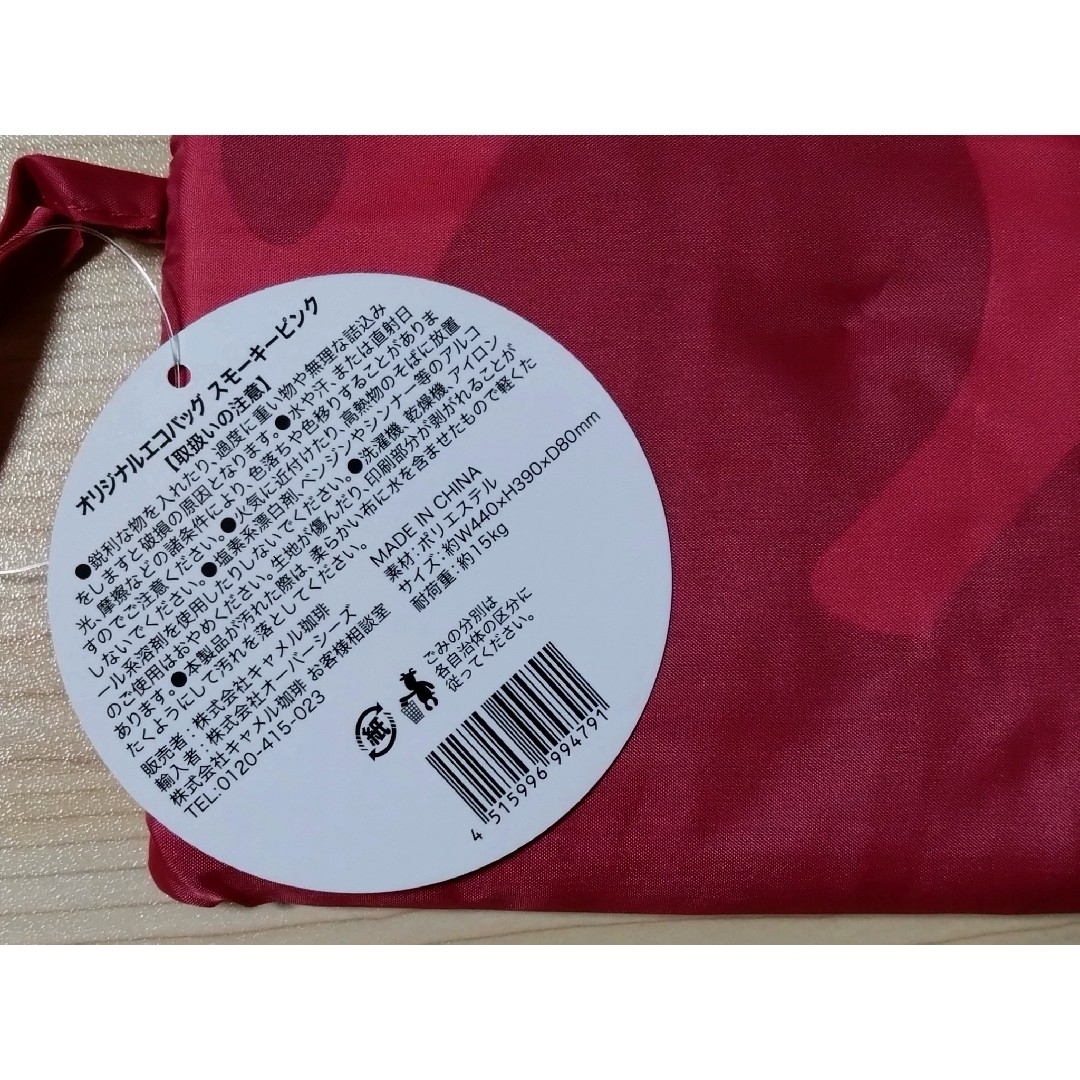 オリジナルエコバッグ スモーキーピンク
【取扱いの注意】
●鋭利な物を入れたり、過度に重い物や無理な詰込み
をしますと破損の原因となります。●水や汗、または直射日
光、摩擦などの諸条件により、色落ちや色移りすることがありま
すのでご注意ください。●火気に近付けたり、高熱物のそばに放置
しないでください。●塩素系漂白剤、ベンジンやシンナー等のアルコ
ール系溶剤を使用したりしないでください。●洗濯機、乾燥機、アイロン
のご使用はおやめください。生地が傷んだり、印刷部分が剥がれることが
あります。●本製品が汚れた際は、柔らかい布に水を含ませたもので軽くた
たくようにして汚れを落としてください。
販売者：株式会社キャメル珈琲
輸入者：株式会社オーバーシーズ
株式会社キャメル珈琲 お客様相談室
TEL:0120-415-023
MADE IN CHINA
素材：ポリエステル
サイズ：約W440×H390×D80mm
耐荷重：約15kg
紙
ごみの分別は
各自治体の区分に
従ってください。
4 515996 994791